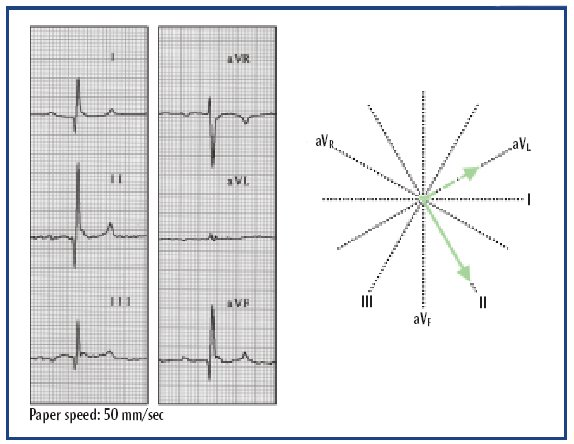 I
aVR
II
aVL
III
aVF
Paper speed: 50 mm/sec
aVR
aVL
I
III
II
aVF